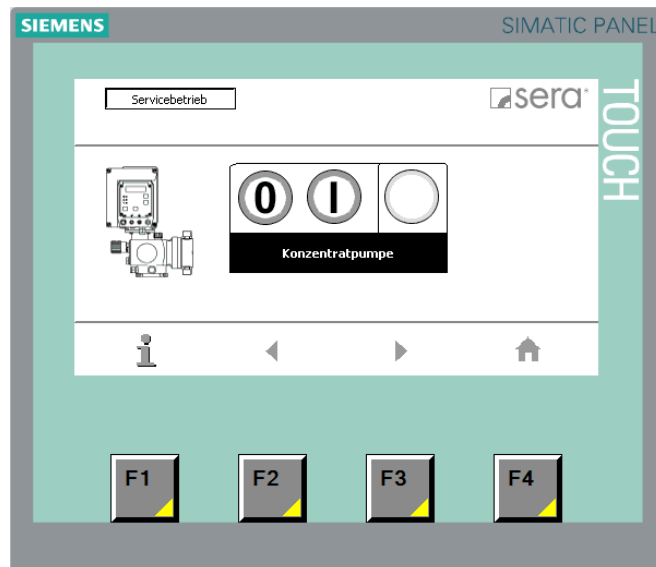 SIEMENS
SIMATIC PANEL
TOUCH
Servicebetrieb
sera
0 I
Konzentratpumpe
i
F1 F2 F3 F4